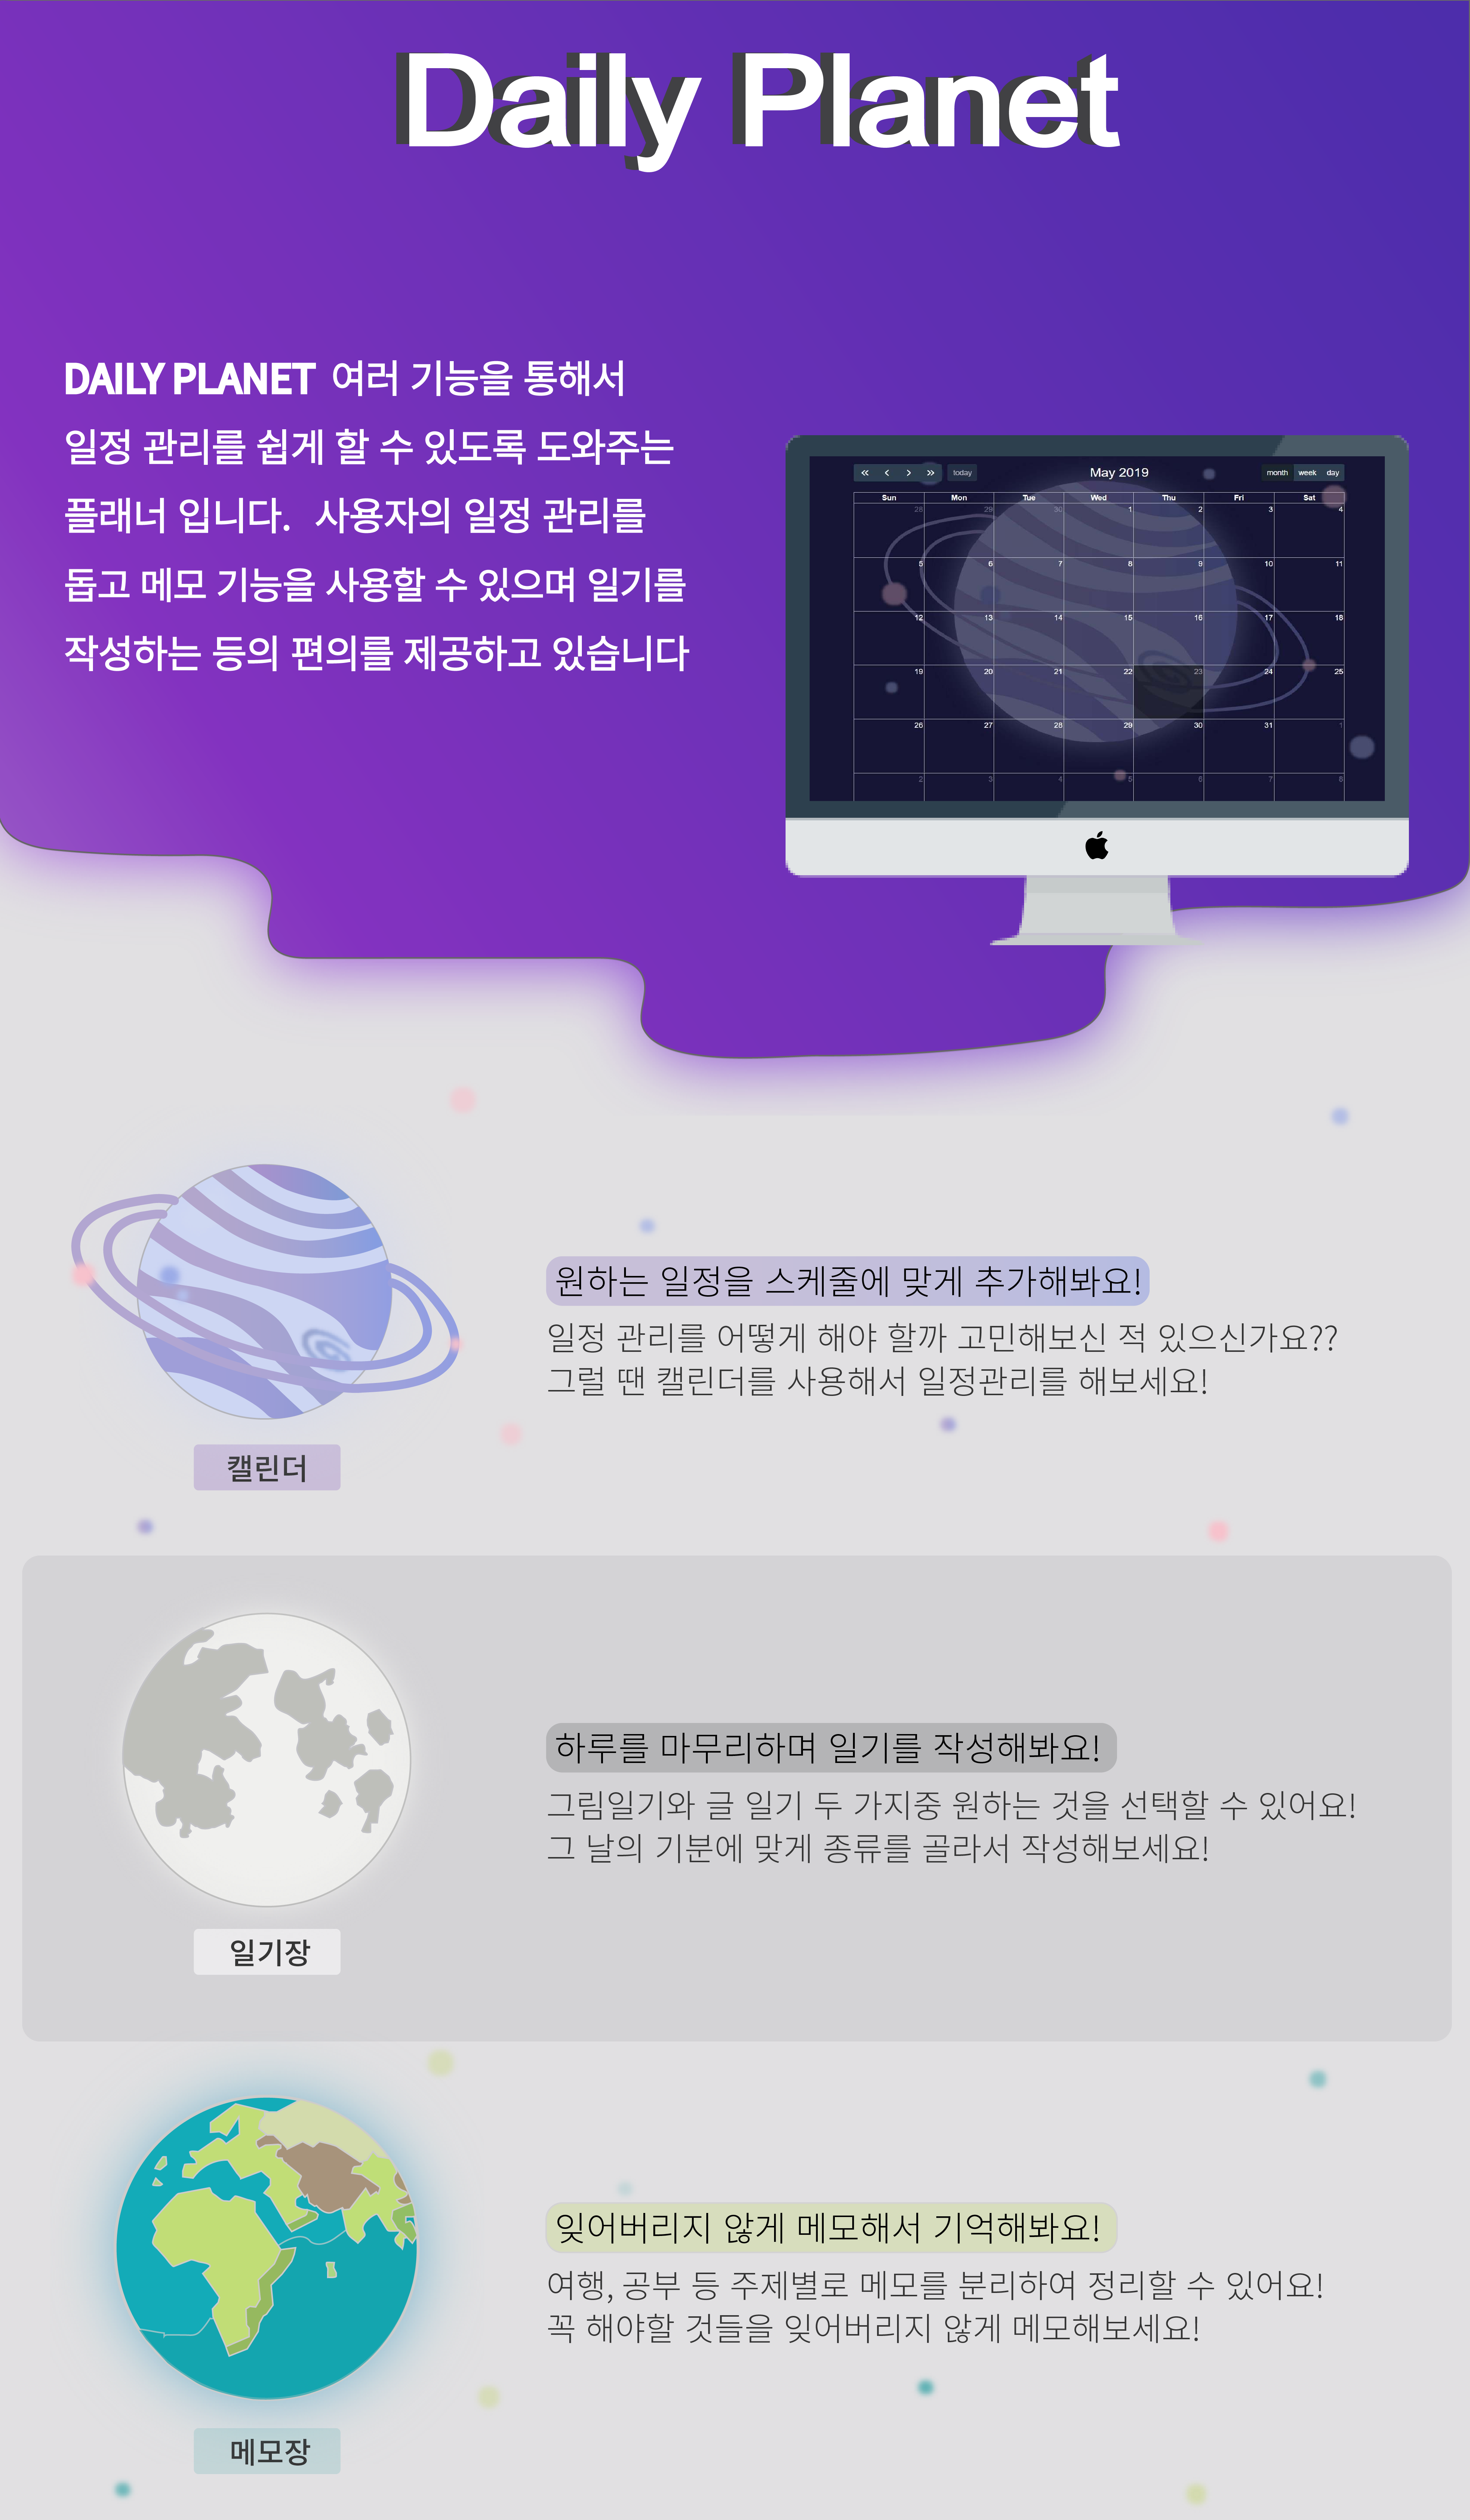 Daily Planet
DAILY PLANET 여러 기능을 통해서
일정 관리를 쉽게 할 수 있도록 도와주는
플래너 입니다. 사용자의 일정 관리를
돕고 메모 기능을 사용할 수 있으며 일기를
작성하는 등의 편의를 제공하고 있습니다
« ‹ › » today May 2019 month week day
Sun Mon Tue Wed Thu Fri Sat
28 29 30 1 2 3 4
5 6 7 8 9 10 11
12 13 14 15 16 17 18
19 20 21 22 23 24 25
26 27 28 29 30 31 1
2 3 4 5 6 7 8
원하는 일정을 스케줄에 맞게 추가해봐요!
일정 관리를 어떻게 해야 할까 고민해보신 적 있으신가요??
그럴 땐 캘린더를 사용해서 일정관리를 해보세요!
캘린더
하루를 마무리하며 일기를 작성해봐요!
그림일기와 글 일기 두 가지중 원하는 것을 선택할 수 있어요!
그 날의 기분에 맞게 종류를 골라서 작성해보세요!
일기장
잊어버리지 않게 메모해서 기억해봐요!
여행, 공부 등 주제별로 메모를 분리하여 정리할 수 있어요!
꼭 해야할 것들을 잊어버리지 않게 메모해보세요!
메모장